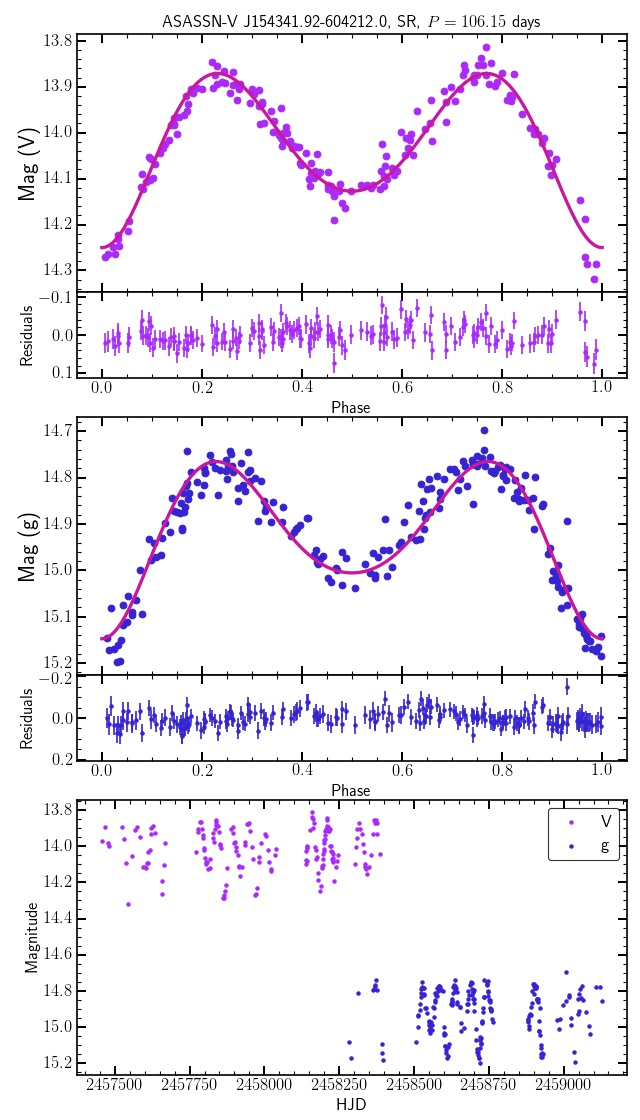 ASASSN-V J154341.92-604212.0, SR, P = 106.15 days
13.8
13.9
14.0
14.1
14.2
14.3
Mag (V)
−0.1
0.0
0.1
Residuals
0.0 0.2 0.4 0.6 0.8 1.0
Phase
14.7
14.8
14.9
15.0
15.1
15.2
Mag (g)
−0.2
0.0
0.2
Residuals
0.0 0.2 0.4 0.6 0.8 1.0
Phase
13.8
14.0
14.2
14.4
14.6
14.8
15.0
15.2
Magnitude
V
g
2457500 2457750 2458000 2458250 2458500 2458750 2459000
HJD